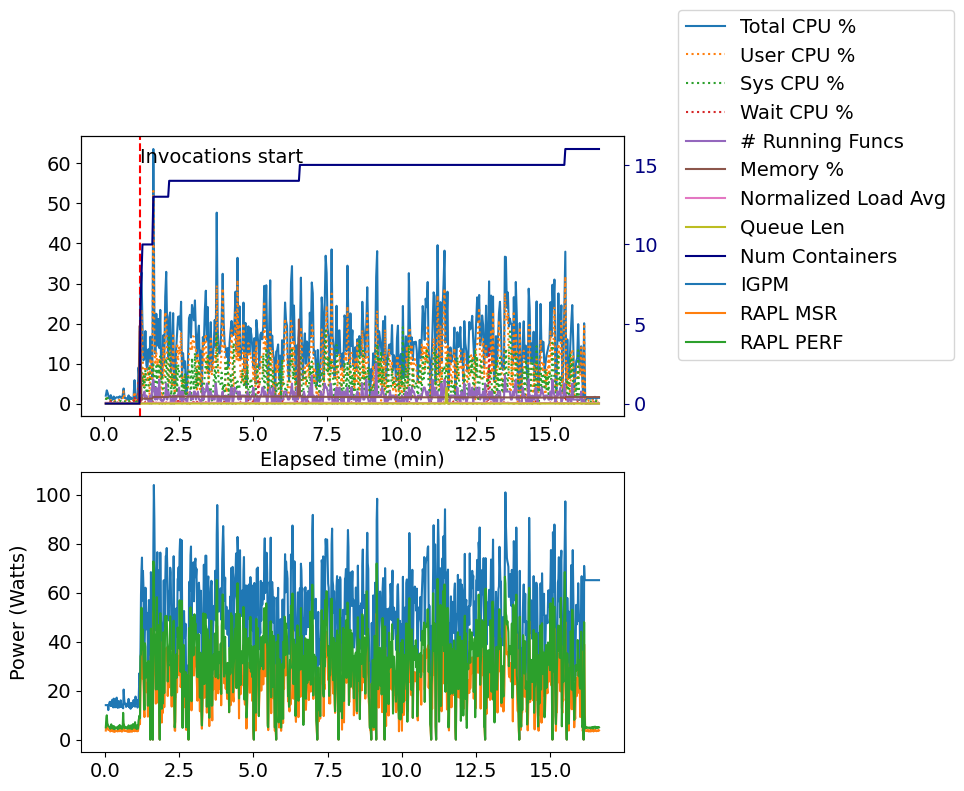 Total CPU %
User CPU %
Sys CPU %
Wait CPU %
# Running Funcs
Memory %
Normalized Load Avg
Queue Len
Num Containers
IGPM
RAPL MSR
RAPL PERF
Invocations start
60
50
40
30
20
10
0
15
10
5
0
0.0 2.5 5.0 7.5 10.0 12.5 15.0
Elapsed time (min)
Power (Watts)
100
80
60
40
20
0
0.0 2.5 5.0 7.5 10.0 12.5 15.0